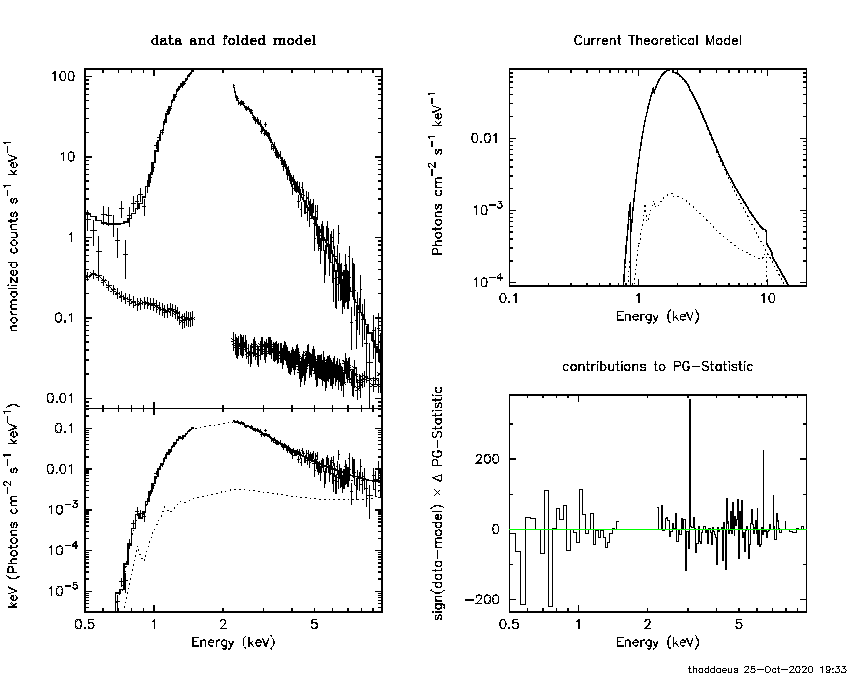 data and folded model
normalized counts s⁻¹ keV⁻¹
100
10
1
0.1
0.01
keV (Photons cm⁻² s⁻¹ keV⁻¹)
0.1
0.01
10⁻³
10⁻⁴
10⁻⁵
0.5 1 2 5
Energy (keV)
Current Theoretical Model
Photons cm⁻² s⁻¹ keV⁻¹
0.01
10⁻³
10⁻⁴
0.1 1 10
Energy (keV)
contributions to PG-Statistic
sign(data-model) × Δ PG-Statistic
200
0
-200
0.5 1 2 5
Energy (keV)
thaddaeus 25-Oct-2020 19:33